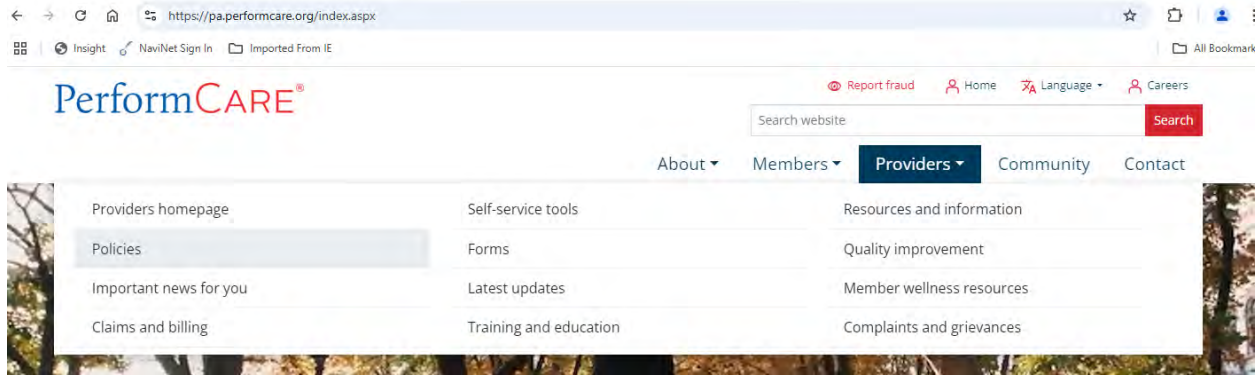 https://pa.performcare.org/index.aspx
Insight NaviNet Sign In Imported From IE All Bookmark
PerformCARE®
Report fraud Home Language Careers
Search website Search
About Members Providers Community Contact
Providers homepage Self-service tools Resources and information
Policies Forms Quality improvement
Important news for you Latest updates Member wellness resources
Claims and billing Training and education Complaints and grievances